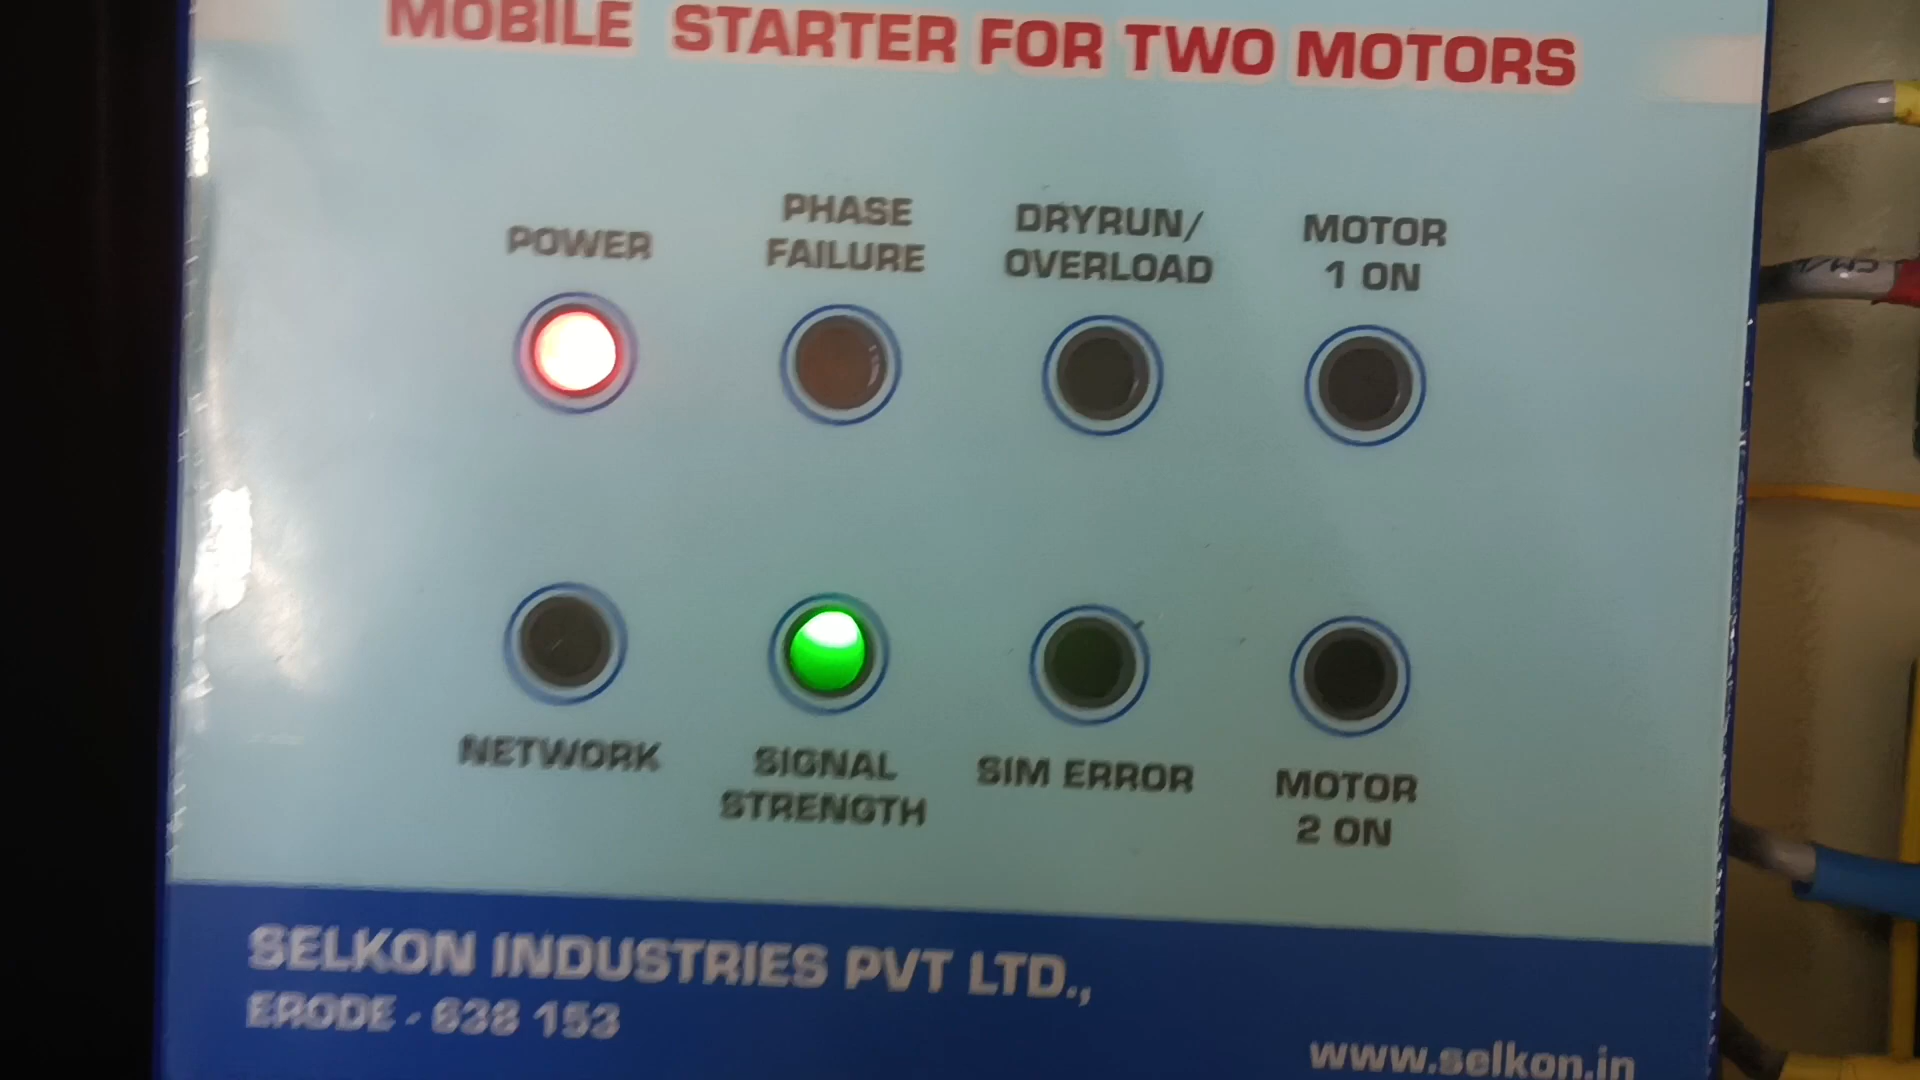 MOBILE STARTER FOR TWO MOTORS
POWER
PHASE
FAILURE
DRYRUN/
OVERLOAD
MOTOR
1 ON
NETWORK
SIGNAL
STRENGTH
SIM ERROR
MOTOR
2 ON
SELKON INDUSTRIES PVT LTD.,
ERODE - 638 153
www.selkon.in